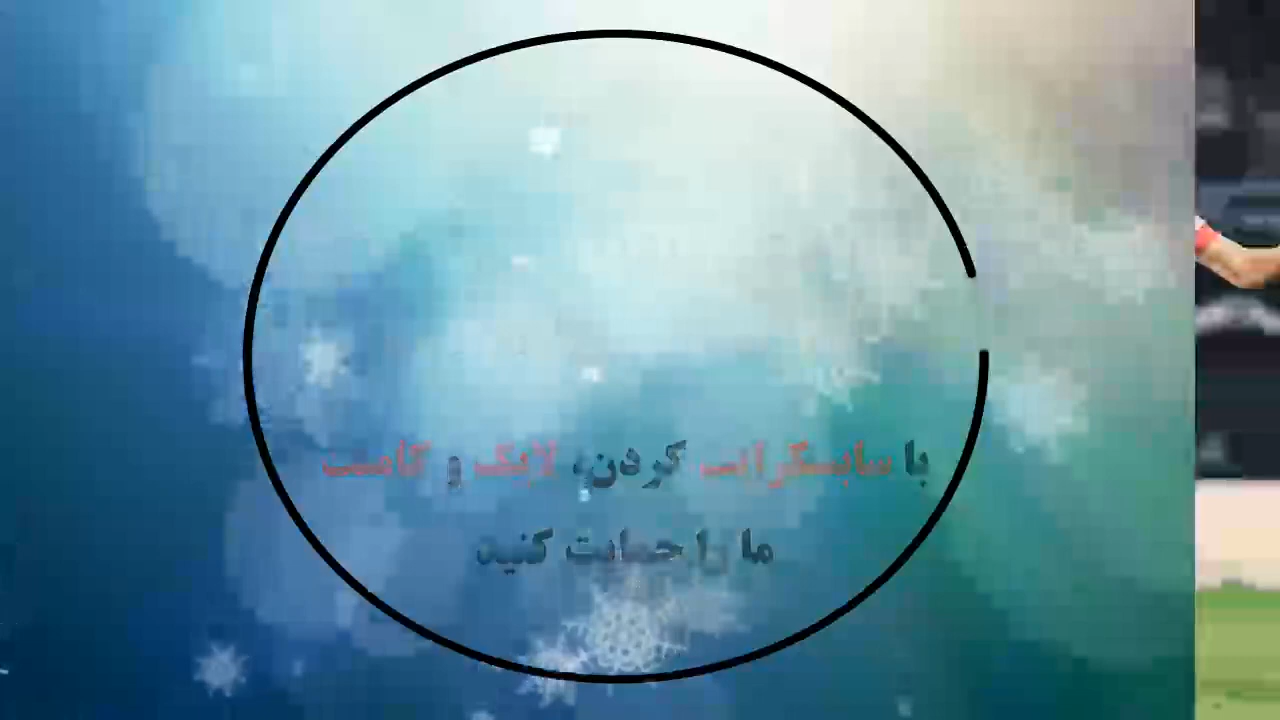 با سابسکرایب کردن، لایک و کامنت
ما را حمایت کنید